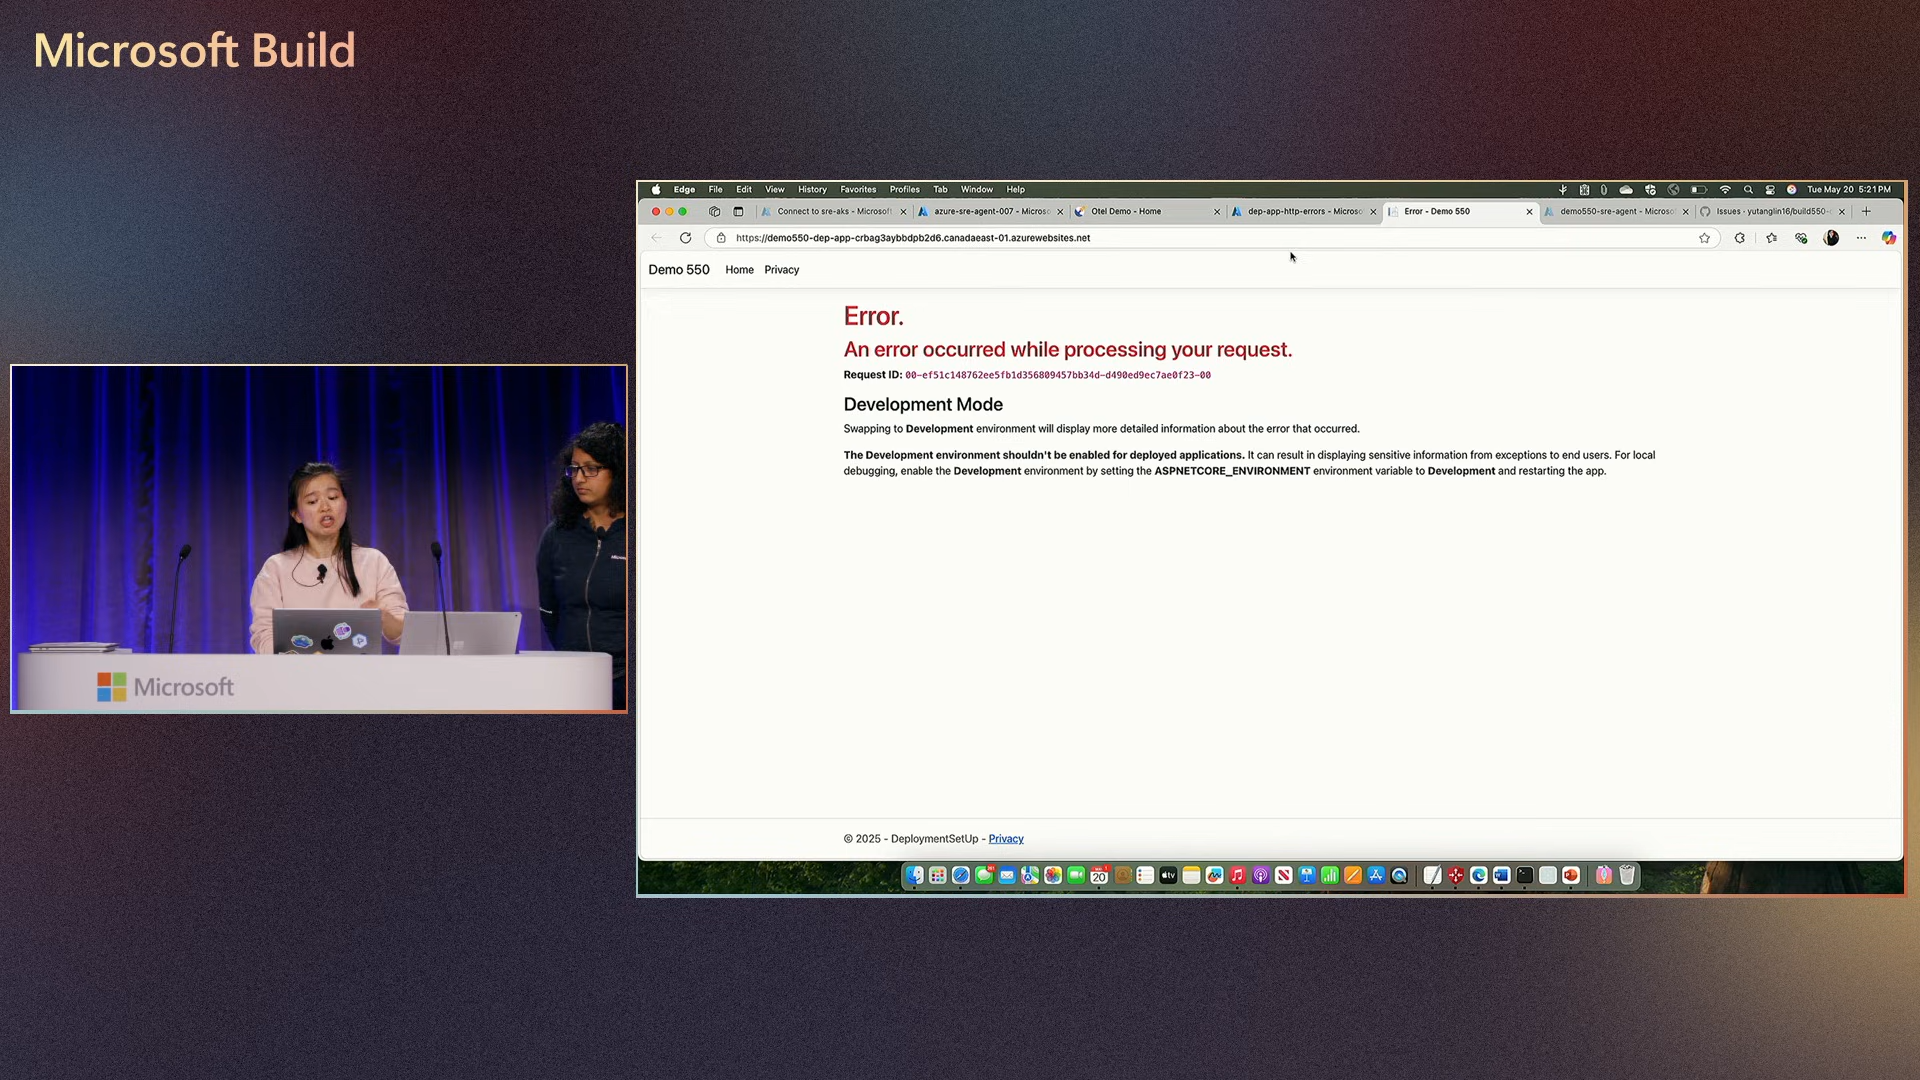 Microsoft Build
Edge File Edit View History Favorites Profiles Tab Window Help
Tue May 20 5:21 PM
Connect to sre-aks - Microsoft
azure-sre-agent-007 - Microso
Otel Demo - Home
dep-app-http-errors - Microso
Error - Demo 550
demo550-sre-agent - Microso
Issues · yutanglin16/build550-
https://demo550-dep-app-crbag3aybbdpb2d6.canadaeast-01.azurewebsites.net
Demo 550 Home Privacy
Error.
An error occurred while processing your request.
Request ID: 00-ef51c148762ee5fb1d356809457bb34d-d490ed9ec7ae0f23-00
Development Mode
Swapping to Development environment will display more detailed information about the error that occurred.
The Development environment shouldn't be enabled for deployed applications. It can result in displaying sensitive information from exceptions to end users. For local
debugging, enable the Development environment by setting the ASPNETCORE_ENVIRONMENT environment variable to Development and restarting the app.
© 2025 - DeploymentSetUp - Privacy
20
tv
Microsoft